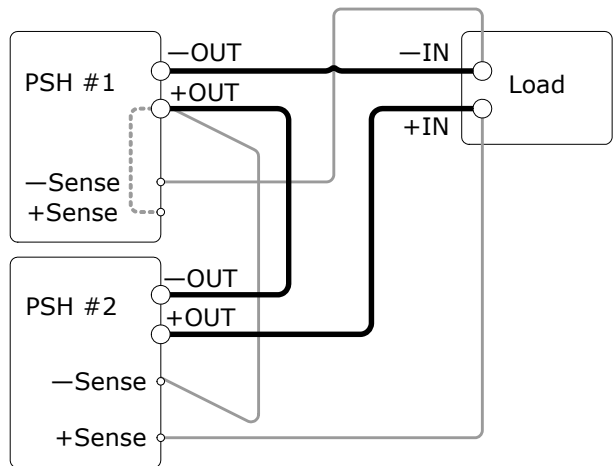 —OUT
—IN
PSH #1
Load
+OUT
+IN
—Sense
+Sense
—OUT
PSH #2
+OUT
—Sense
+Sense